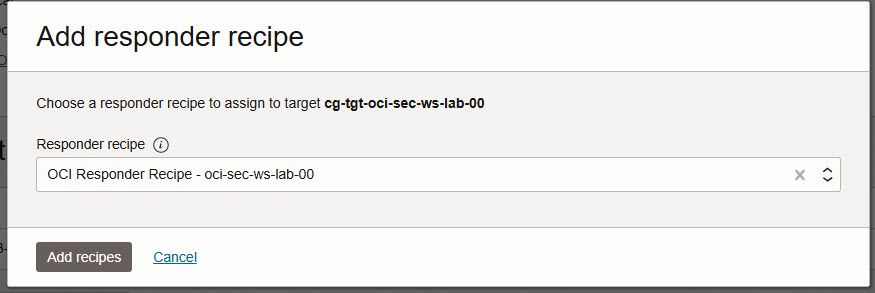 Add responder recipe
Choose a responder recipe to assign to target cg-tgt-oci-sec-ws-lab-00
Responder recipe
OCI Responder Recipe - oci-sec-ws-lab-00
Add recipes Cancel